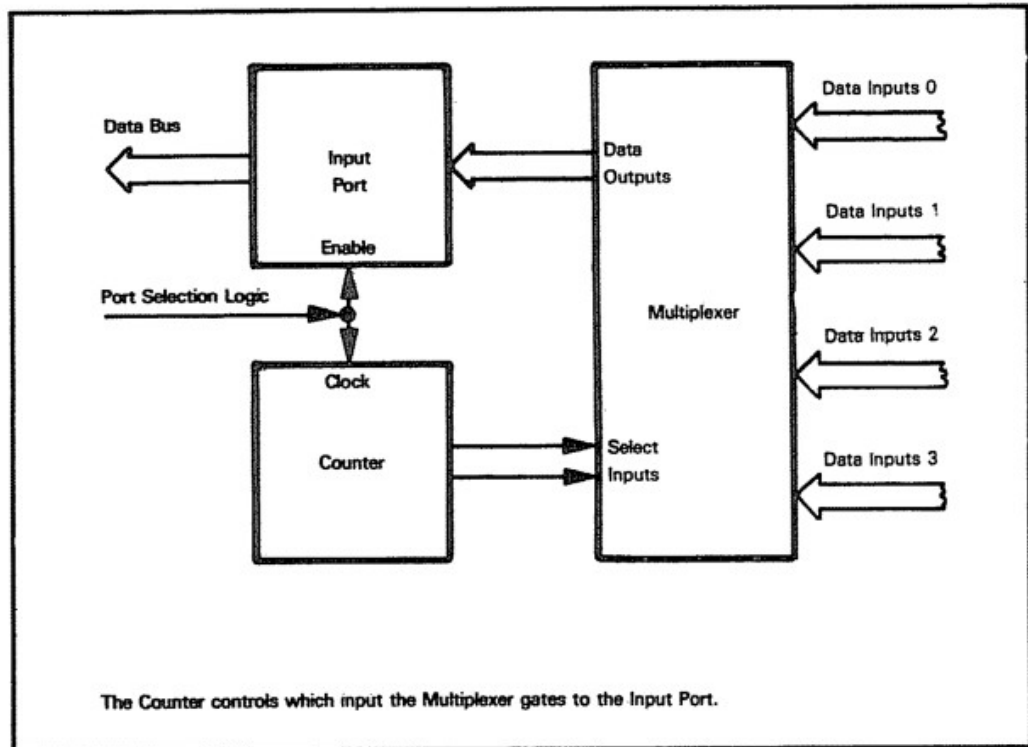 Data Bus
Input
Port
Enable
Port Selection Logic
Clock
Counter
Data
Outputs
Multiplexer
Select
Inputs
Data Inputs 0
Data Inputs 1
Data Inputs 2
Data Inputs 3
The Counter controls which input the Multiplexer gates to the Input Port.